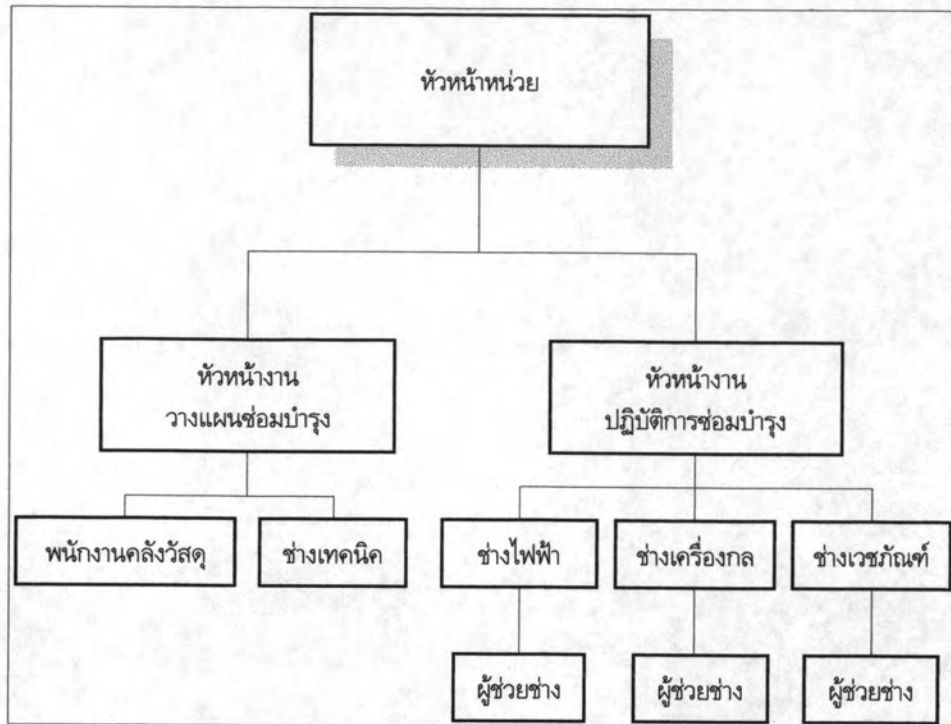 หัวหน้าหน่วย
หัวหน้างาน
วางแผนซ่อมบำรุง
หัวหน้างาน
ปฏิบัติการซ่อมบำรุง
พนักงานคลังวัสดุ
ช่างเทคนิค
ช่างไฟฟ้า
ช่างเครื่องกล
ช่างเวชภัณฑ์
ผู้ช่วยช่าง
ผู้ช่วยช่าง
ผู้ช่วยช่าง